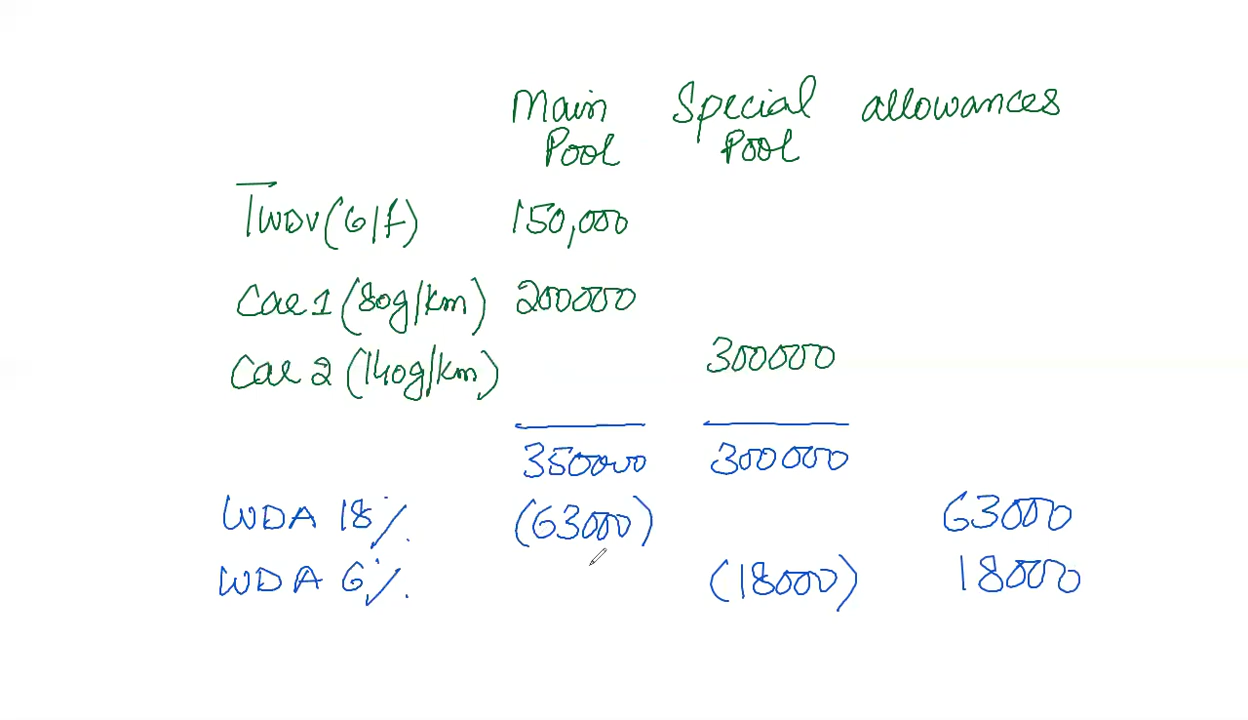 Main Special allowances
Pool Pool
TWDV (b/f) 150,000
Car 1 (80g/km) 200000
Car 2 (140g/km) 300000
350000 300000
WDA 18%. (63000) 63000
WDA 6%. (18000) 18000